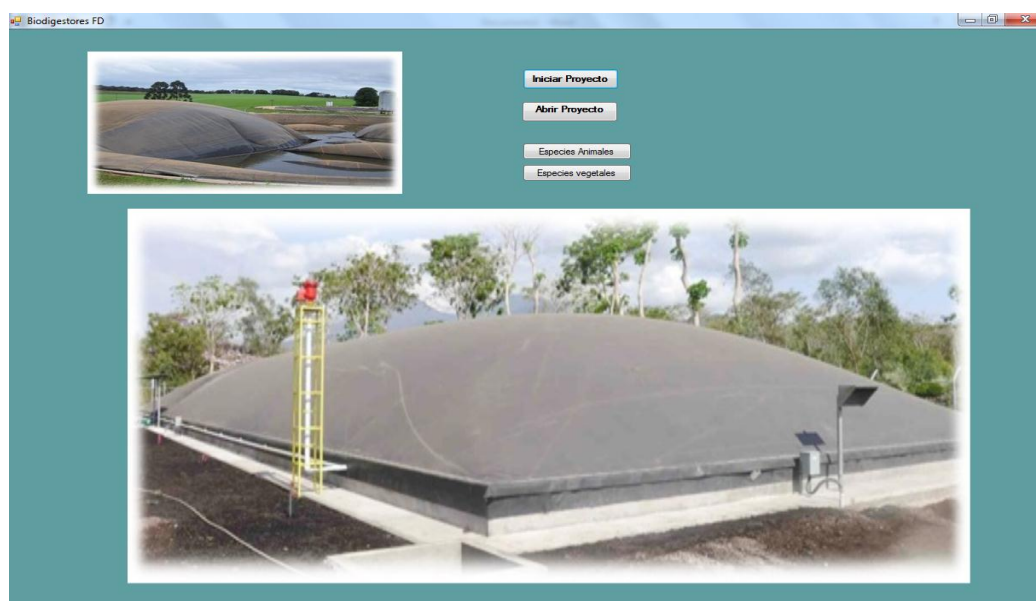 Biodigestores FD
Iniciar Proyecto
Abrir Proyecto
Especies Animales
Especies vegetales